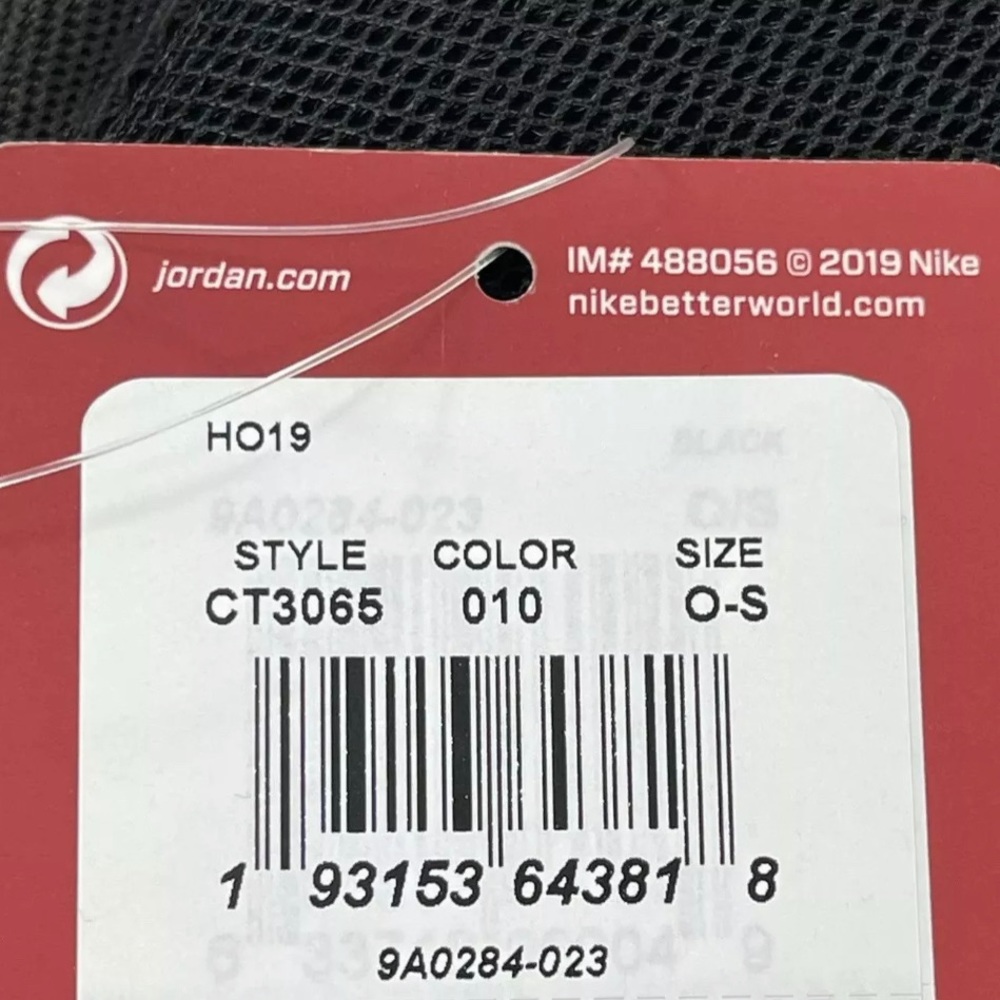 jordan.com
IM# 488056 © 2019 Nike
nikebetterworld.com
HO19
BLACK
9A0284-023 O/S
STYLE COLOR SIZE
CT3065 010 O-S
1 93153 64381 8
9A0284-023